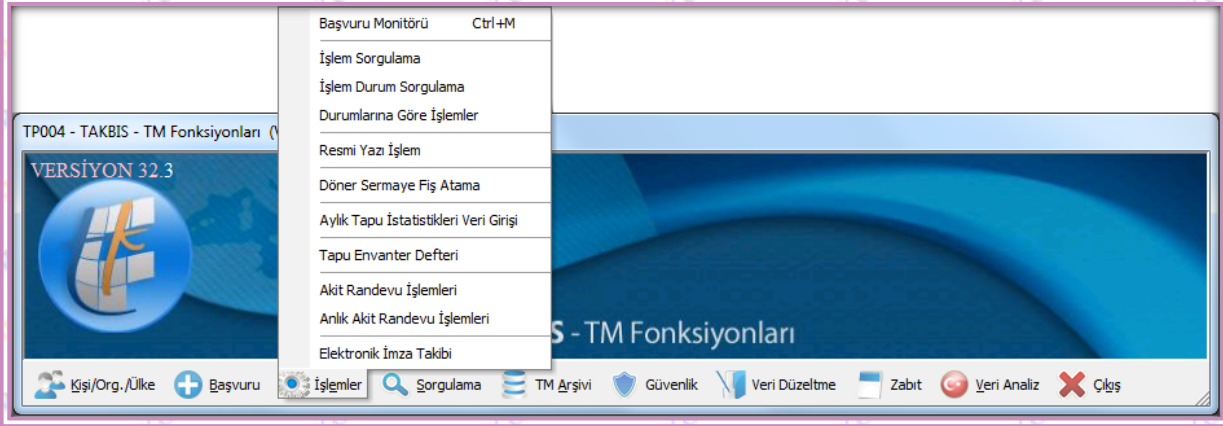 Başvuru Monitörü Ctrl+M
İşlem Sorgulama
İşlem Durum Sorgulama
Durumlarına Göre İşlemler
Resmi Yazı İşlem
Döner Sermaye Fiş Atama
Aylık Tapu İstatistikleri Veri Girişi
Tapu Envanter Defteri
Akit Randevu İşlemleri
Anlık Akit Randevu İşlemleri
Elektronik İmza Takibi
TP004 - TAKBIS - TM Fonksiyonları (V
VERSİYON 32.3
S - TM Fonksiyonları
Kişi/Org./Ülke Başvuru İşlemler Sorgulama TM Arşivi Güvenlik Veri Düzeltme Zabıt Veri Analiz Çıkış